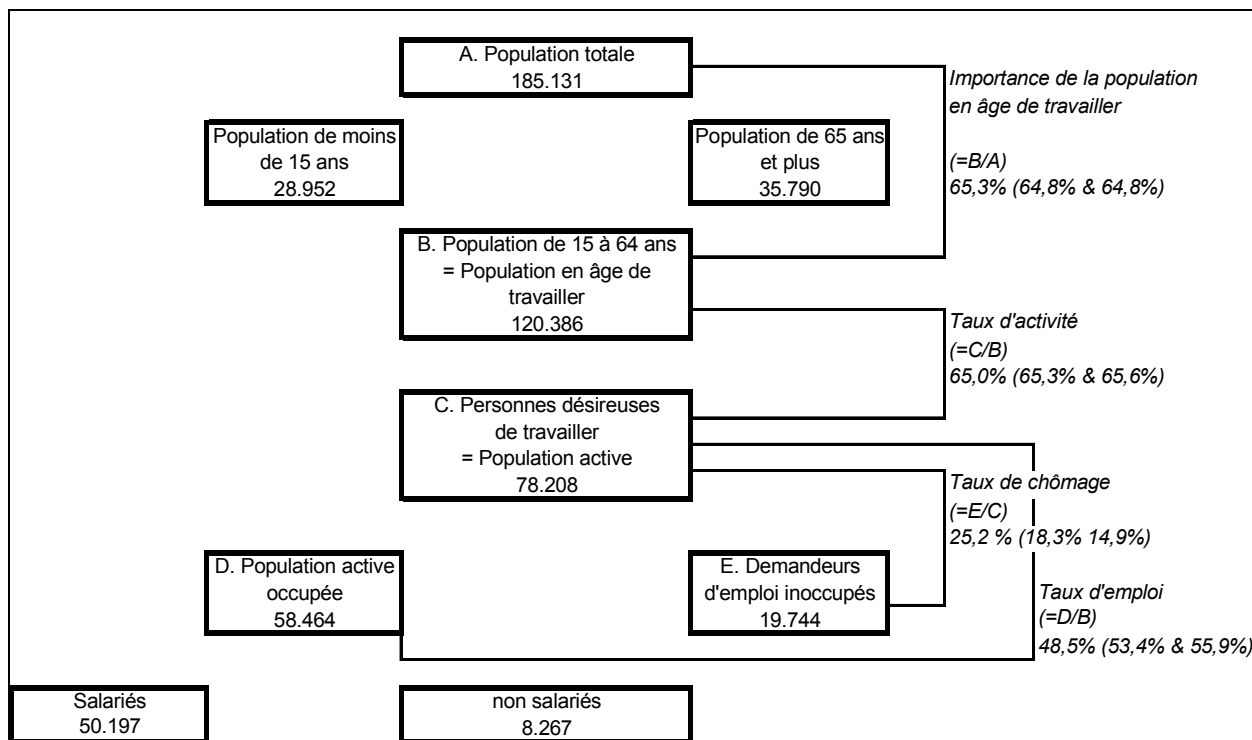 A. Population totale
185.131
Importance de la population
en âge de travailler
(=B/A)
65,3% (64,8% & 64,8%)
Population de moins
de 15 ans
28.952
Population de 65 ans
et plus
35.790
B. Population de 15 à 64 ans
= Population en âge de
travailler
120.386
Taux d'activité
(=C/B)
65,0% (65,3% & 65,6%)
C. Personnes désireuses
de travailler
= Population active
78.208
Taux de chômage
(=E/C)
25,2 % (18,3% 14,9%)
D. Population active
occupée
58.464
E. Demandeurs
d'emploi inoccupés
19.744
Taux d'emploi
(=D/B)
48,5% (53,4% & 55,9%)
Salariés
50.197
non salariés
8.267